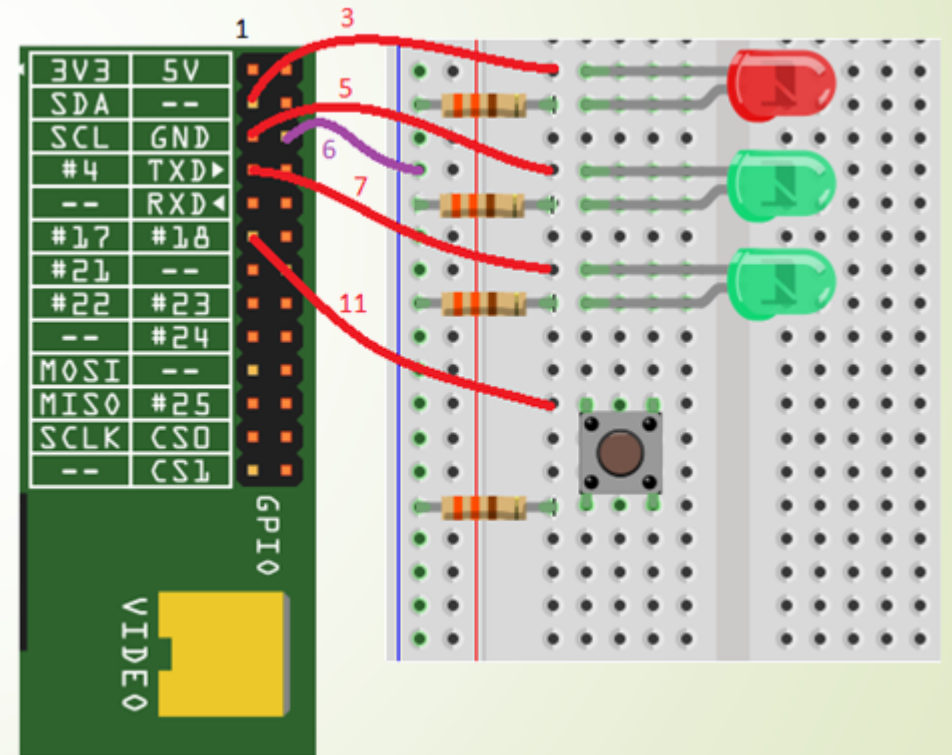 1
3
3V3 5V
SDA --
5
SCL GND
6
#4 TXD▶
7
-- RXD◀
#17 #18
#21 --
11
#22 #23
-- #24
MOSI --
MISO #25
SCLK CS0
-- CS1
GPIO
VIDEO